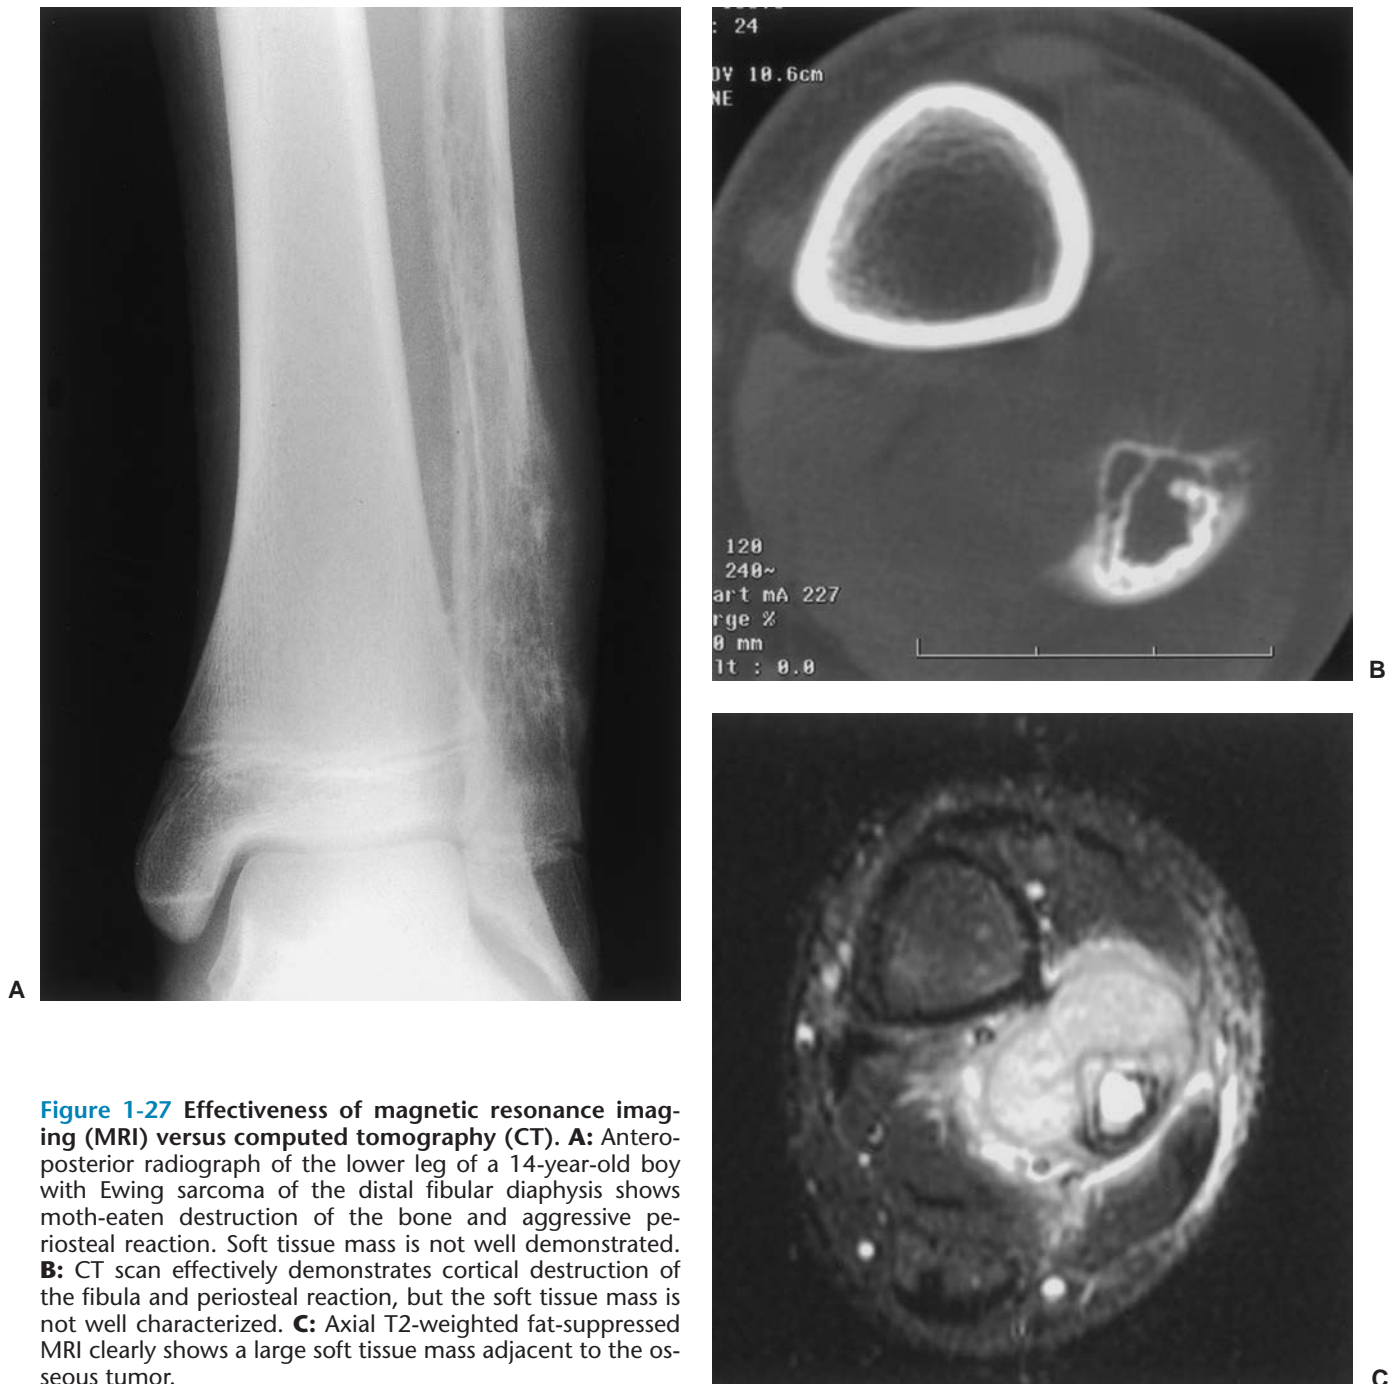 : 24
OV 10.6cm
NE
120
240~
art mA 227
rge %
0 mm
lt : 0.0
A
B
C
Figure 1-27 Effectiveness of magnetic resonance imag-
ing (MRI) versus computed tomography (CT). A: Antero-
posterior radiograph of the lower leg of a 14-year-old boy
with Ewing sarcoma of the distal fibular diaphysis shows
moth-eaten destruction of the bone and aggressive pe-
riosteal reaction. Soft tissue mass is not well demonstrated.
B: CT scan effectively demonstrates cortical destruction of
the fibula and periosteal reaction, but the soft tissue mass is
not well characterized. C: Axial T2-weighted fat-suppressed
MRI clearly shows a large soft tissue mass adjacent to the os-
seous tumor.